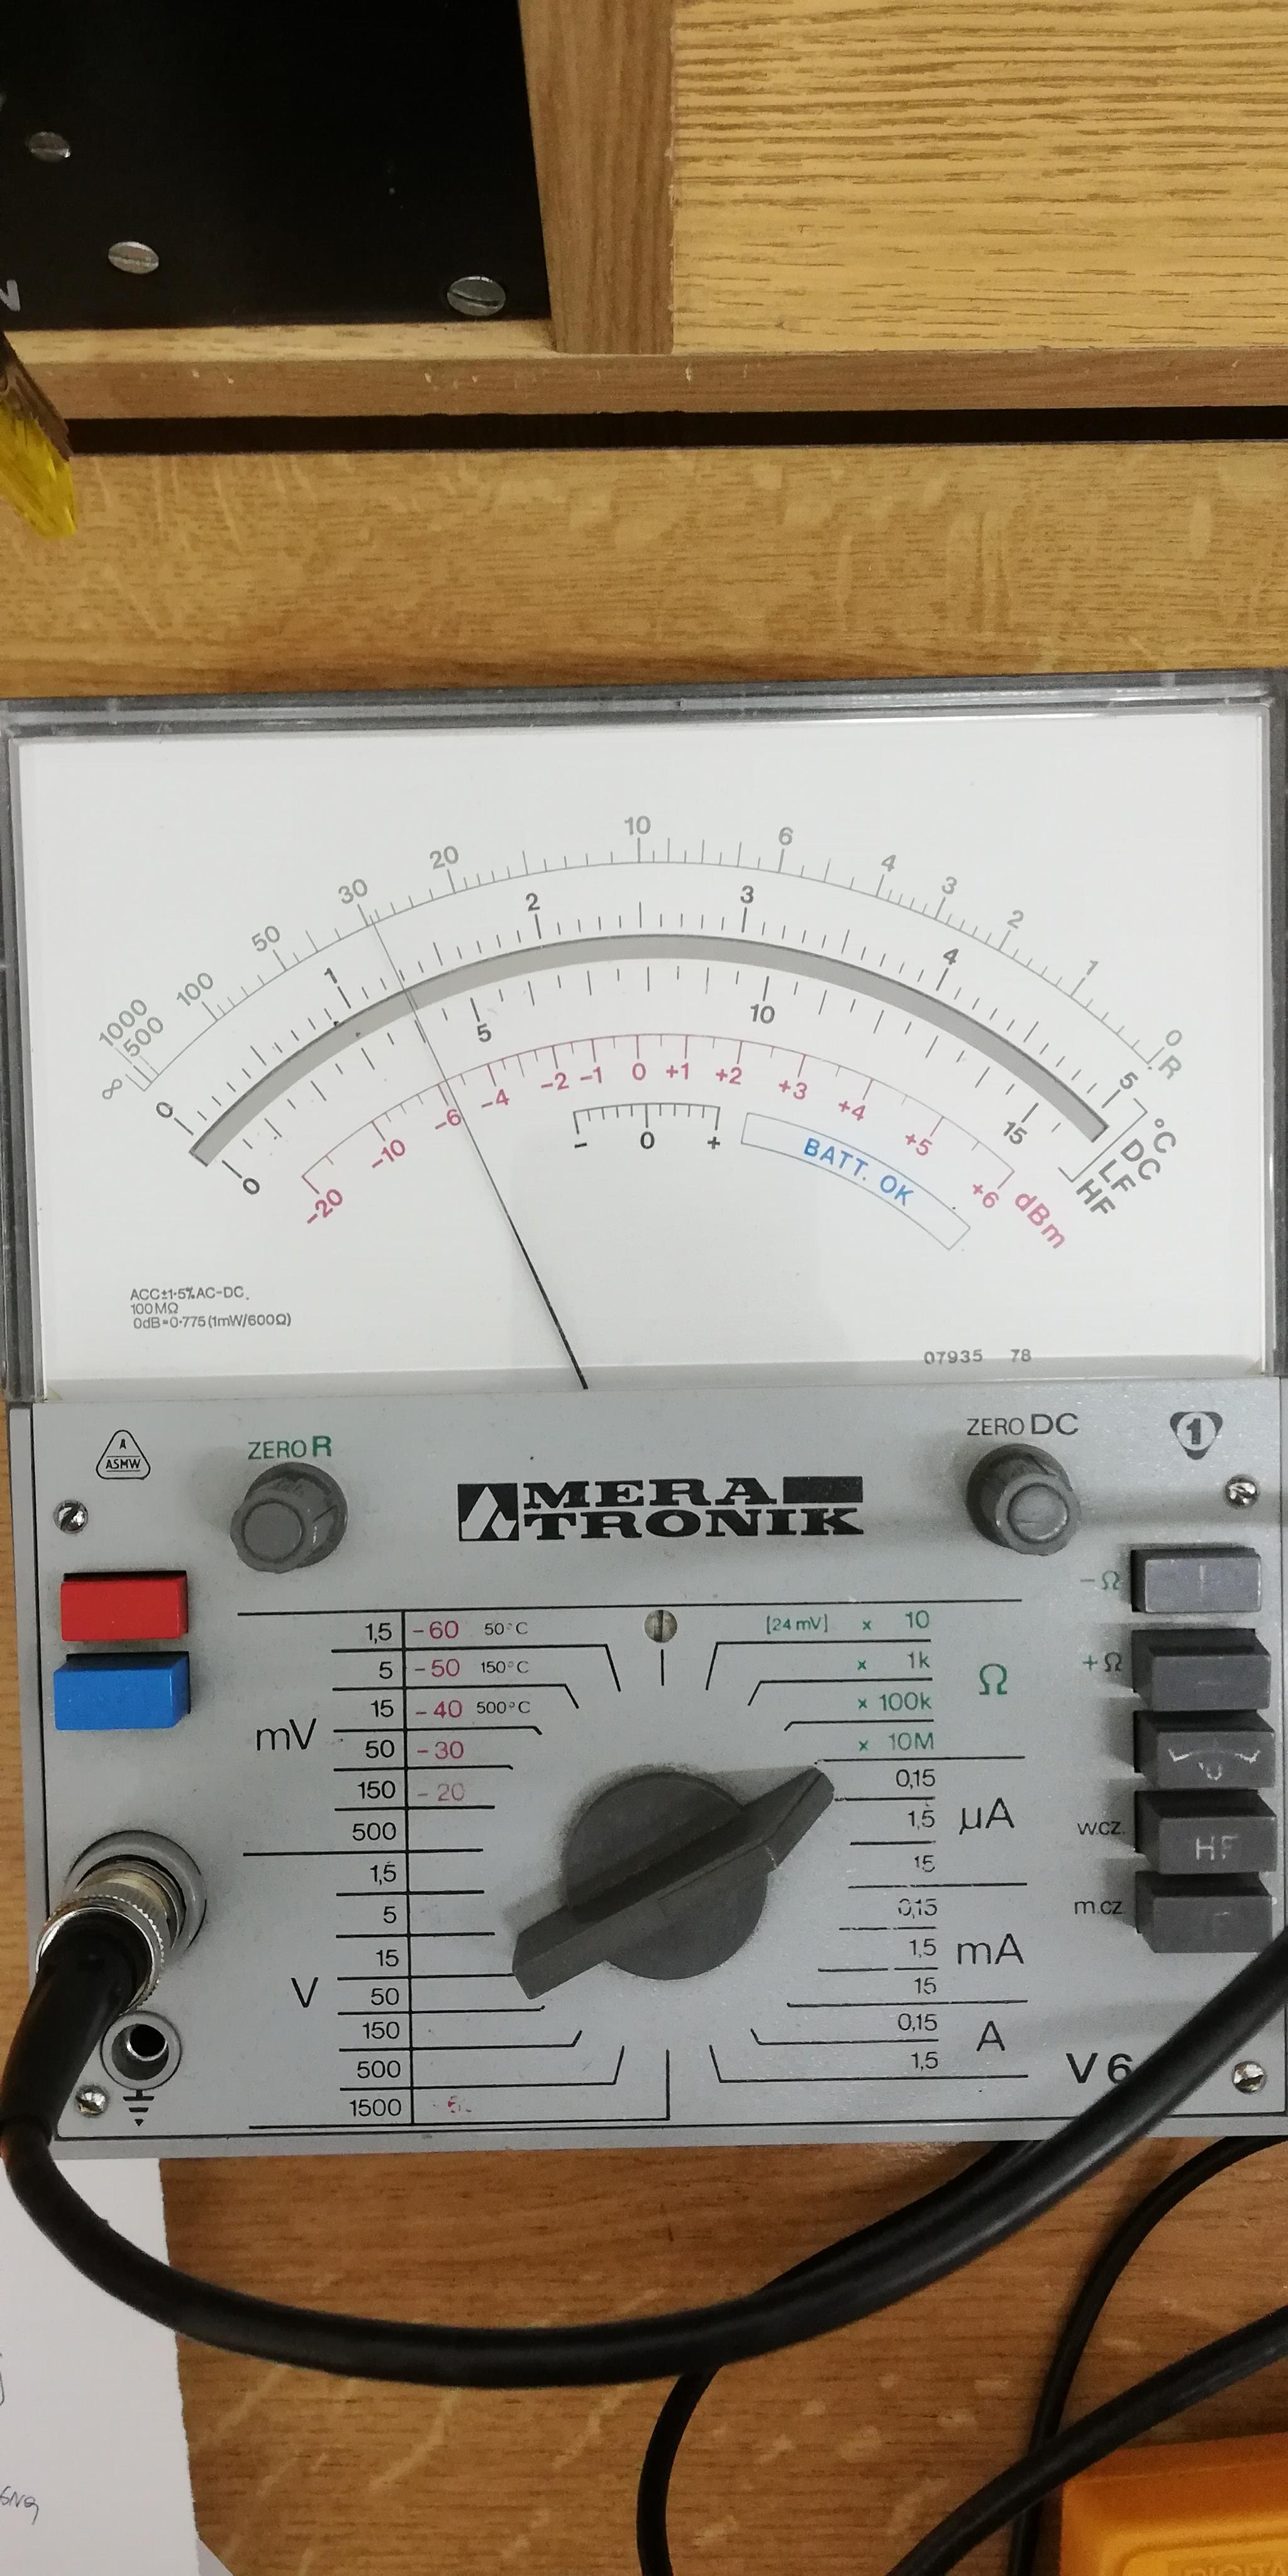 N
10
20
6
30
4
3
50
2
100
1
1000
500
∞
0
R
2
3
1
4
0
5
°C
DC
LF
HF
5
10
0
15
-20
-10
-6
-4
-2
-1
0
+1
+2
+3
+4
+5
+6
dBm
- 0 +
BATT. OK
ACC±1·5%AC-DC.
100MΩ
0dB=0·775(1mW/600Ω)
07935 78
A
ASMW
ZERO R
MERA
TRONIK
ZERO DC
1
1,5 -60 50°C
5 -50 150°C
15 -40 500°C
50 -30
150 -20
500
mV
1,5
5
15
50
150
500
1500
V
[24 mV] x 10
x 1k
x 100k
x 10M
Ω
0,15
1,5
15
µA
0,15
1,5
15
mA
0,15
1,5
A
-Ω
+Ω
w.cz.
HF
m.cz
V6